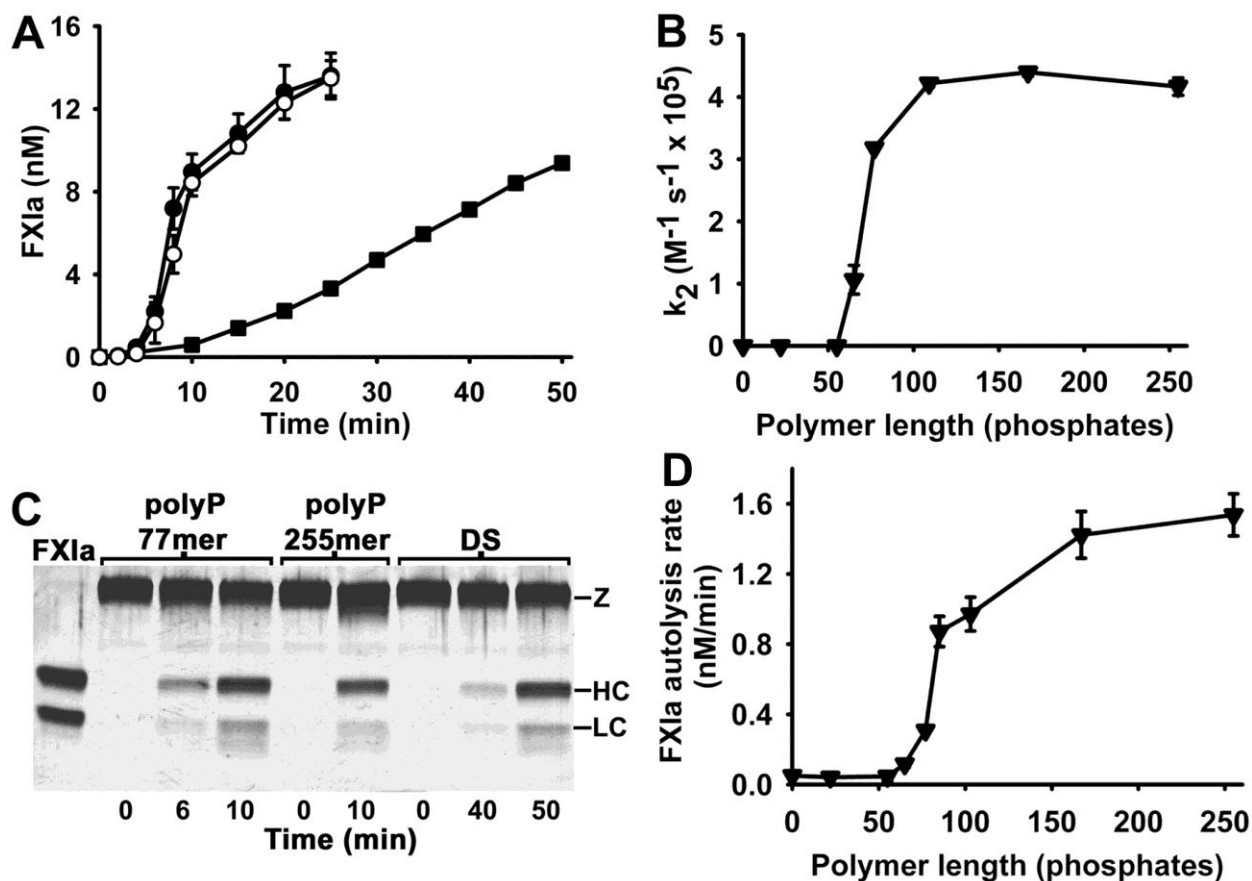 A
FXIa (nM)
16
12
8
4
0
0 10 20 30 40 50
Time (min)
B
k2 (M-1 s-1 x 10^5)
5
4
3
2
1
0
0 50 100 150 200 250
Polymer length (phosphates)
C
polyP polyP
77mer 255mer DS
FXIa
Z
HC
LC
0 6 10 0 10 0 40 50
Time (min)
D
FXIa autolysis rate
(nM/min)
1.6
1.2
0.8
0.4
0.0
0 50 100 150 200 250
Polymer length (phosphates)